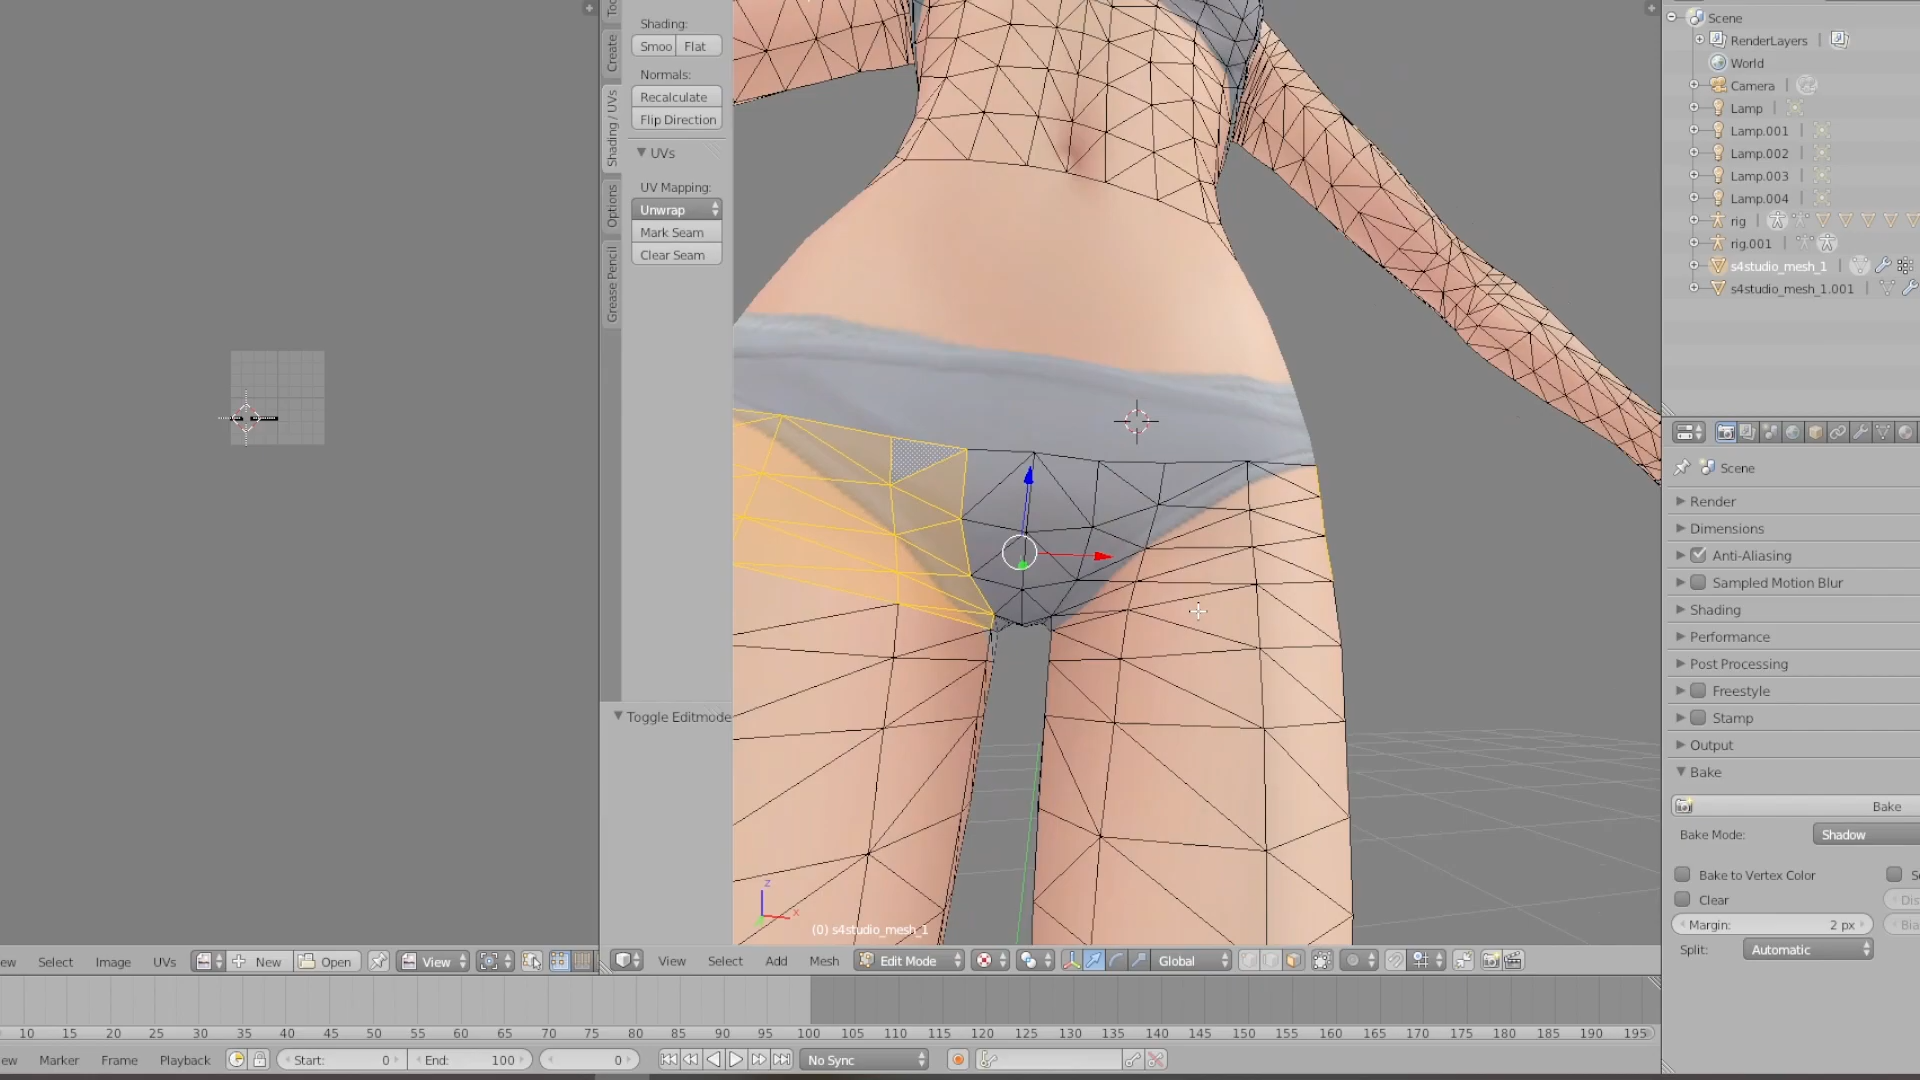 Shading:
Smoo Flat
Normals:
Recalculate
Flip Direction
UVs
UV Mapping:
Unwrap
Mark Seam
Clear Seam
Create
Shading / UVs
Options
Grease Pencil
Toggle Editmode
(0) s4studio_mesh_1
z
x
Scene
RenderLayers
World
Camera
Lamp
Lamp.001
Lamp.002
Lamp.003
Lamp.004
rig
rig.001
s4studio_mesh_1
s4studio_mesh_1.001
Scene
Render
Dimensions
Anti-Aliasing
Sampled Motion Blur
Shading
Performance
Post Processing
Freestyle
Stamp
Output
Bake
Bake
Bake Mode: Shadow
Bake to Vertex Color
Clear
Margin: 2 px
Split: Automatic
ew Select Image UVs New Open View
View Select Add Mesh Edit Mode Global
10 15 20 25 30 35 40 45 50 55 60 65 70 75 80 85 90 95 100 105 110 115 120 125 130 135 140 145 150 155 160 165 170 175 180 185 190 195
ew Marker Frame Playback Start: 0 End: 100 0 No Sync